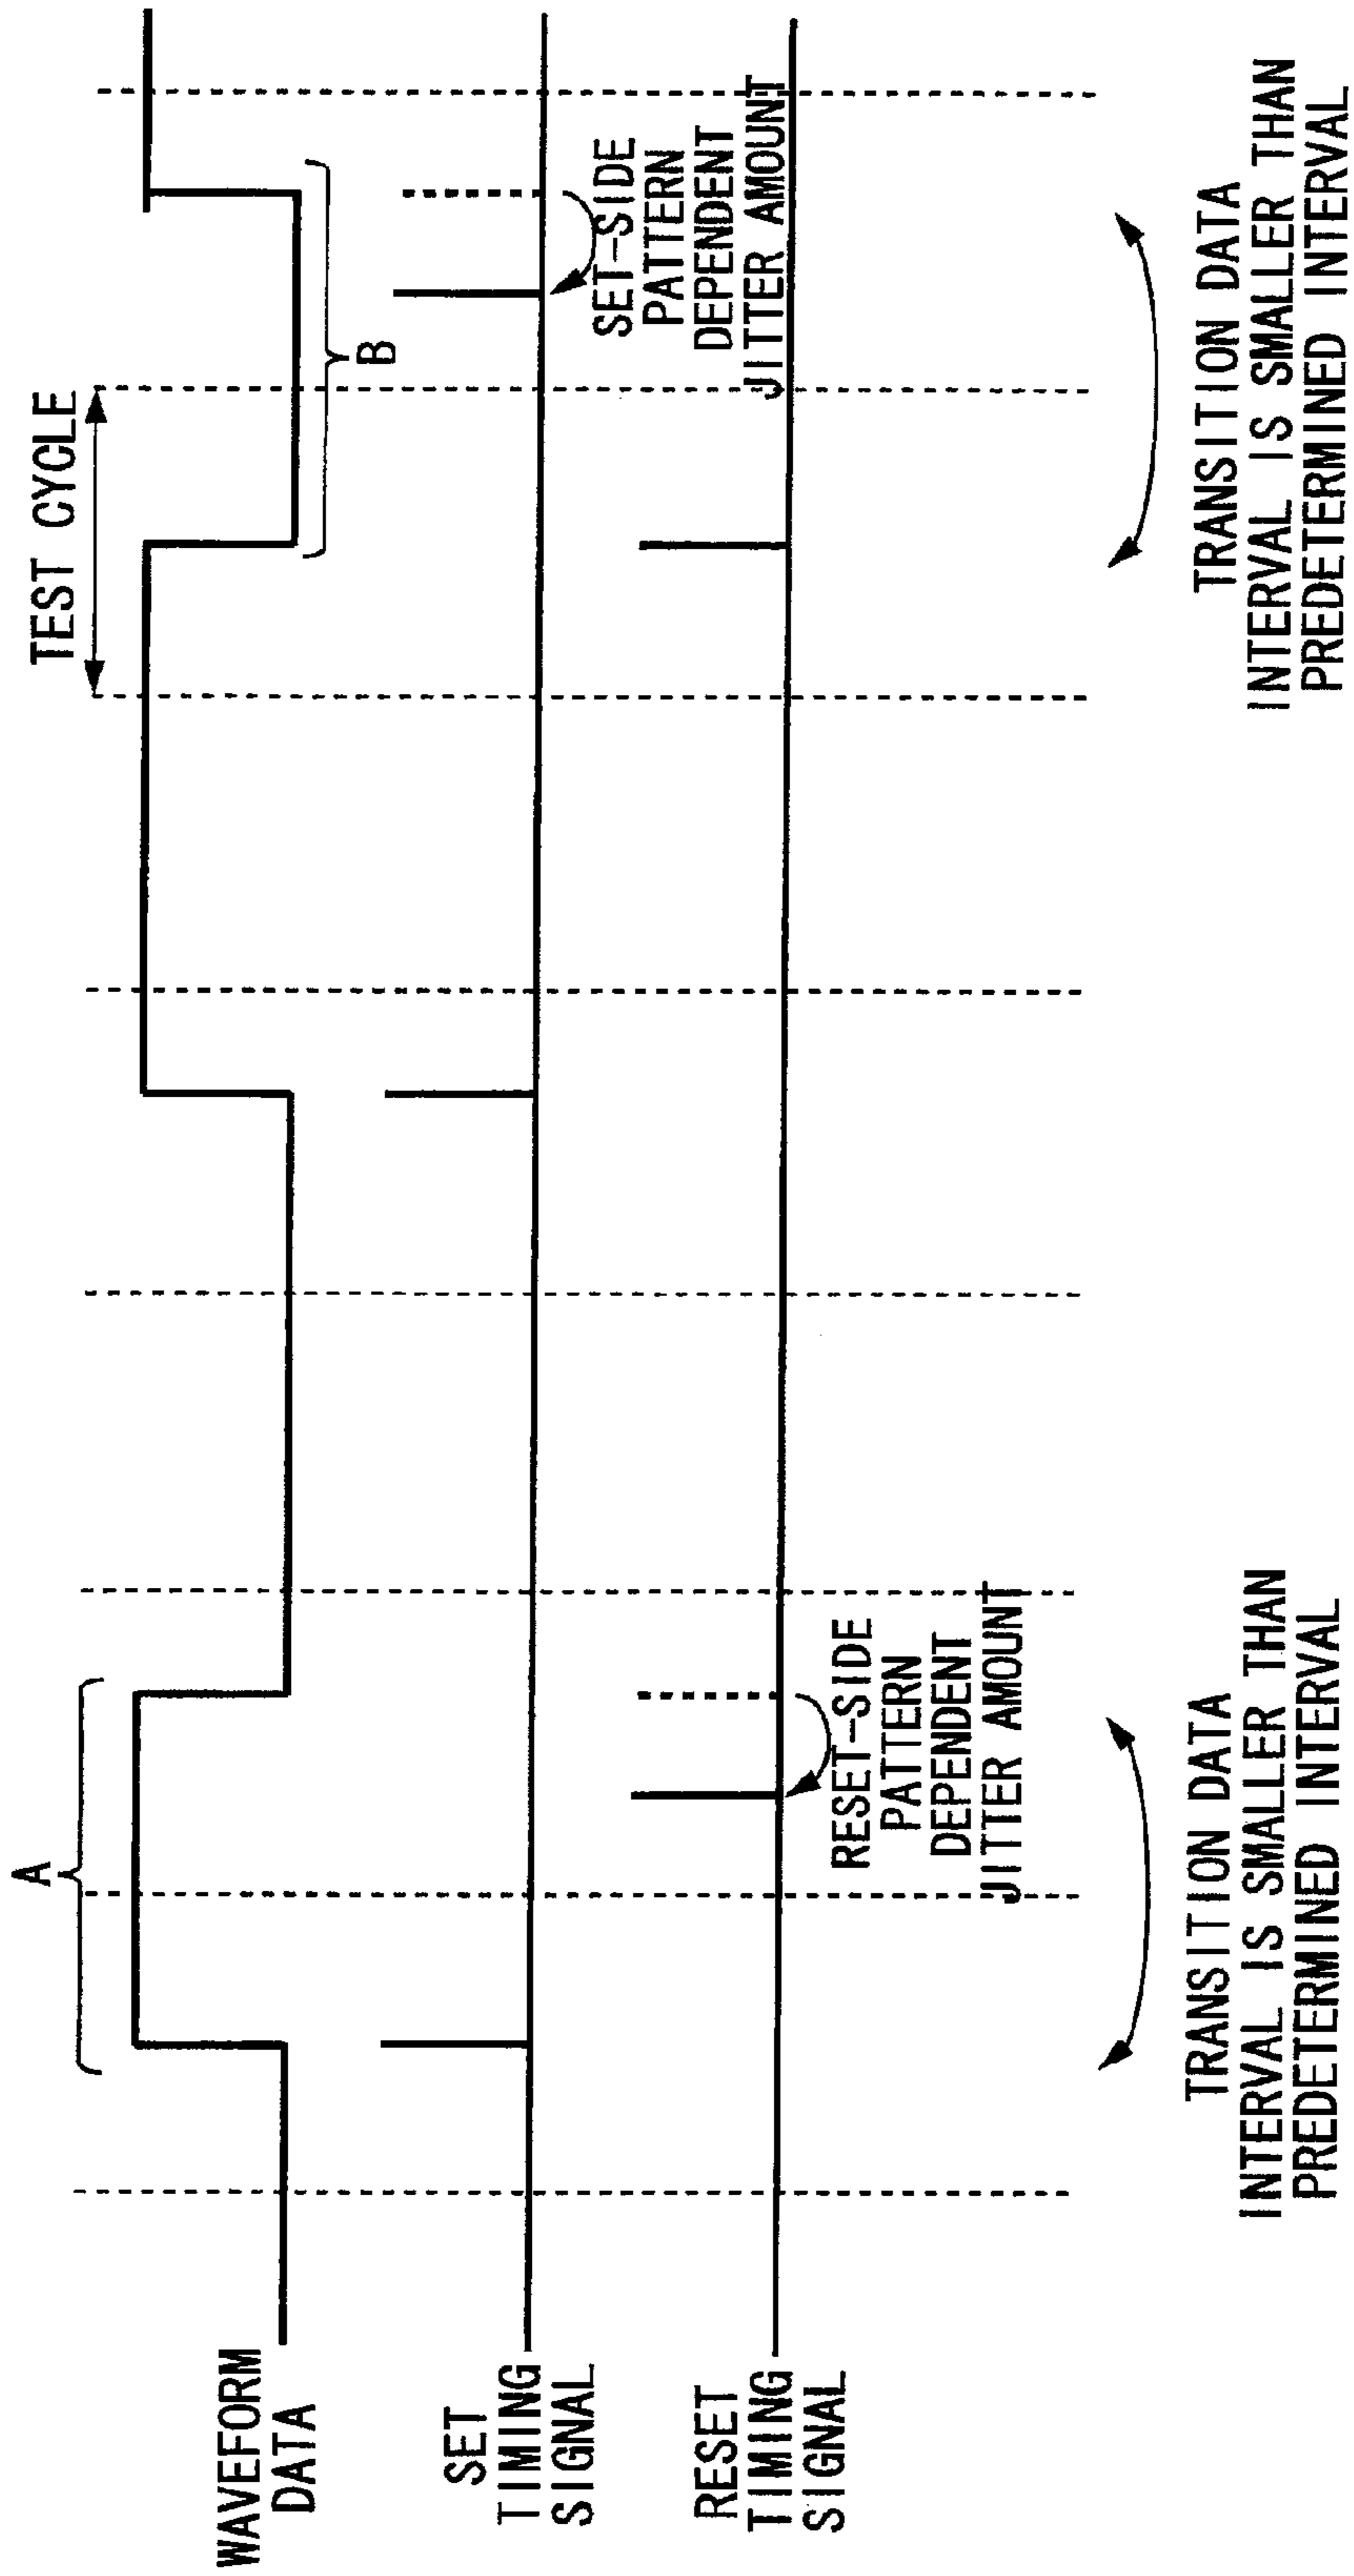 A
TEST CYCLE
WAVEFORM
DATA
B
SET
TIMING
SIGNAL
SET-SIDE
PATTERN
DEPENDENT
JITTER AMOUNT
RESET
TIMING
SIGNAL
RESET-SIDE
PATTERN
DEPENDENT
JITTER AMOUNT
TRANSITION DATA
INTERVAL IS SMALLER THAN
PREDETERMINED INTERVAL
TRANSITION DATA
INTERVAL IS SMALLER THAN
PREDETERMINED INTERVAL